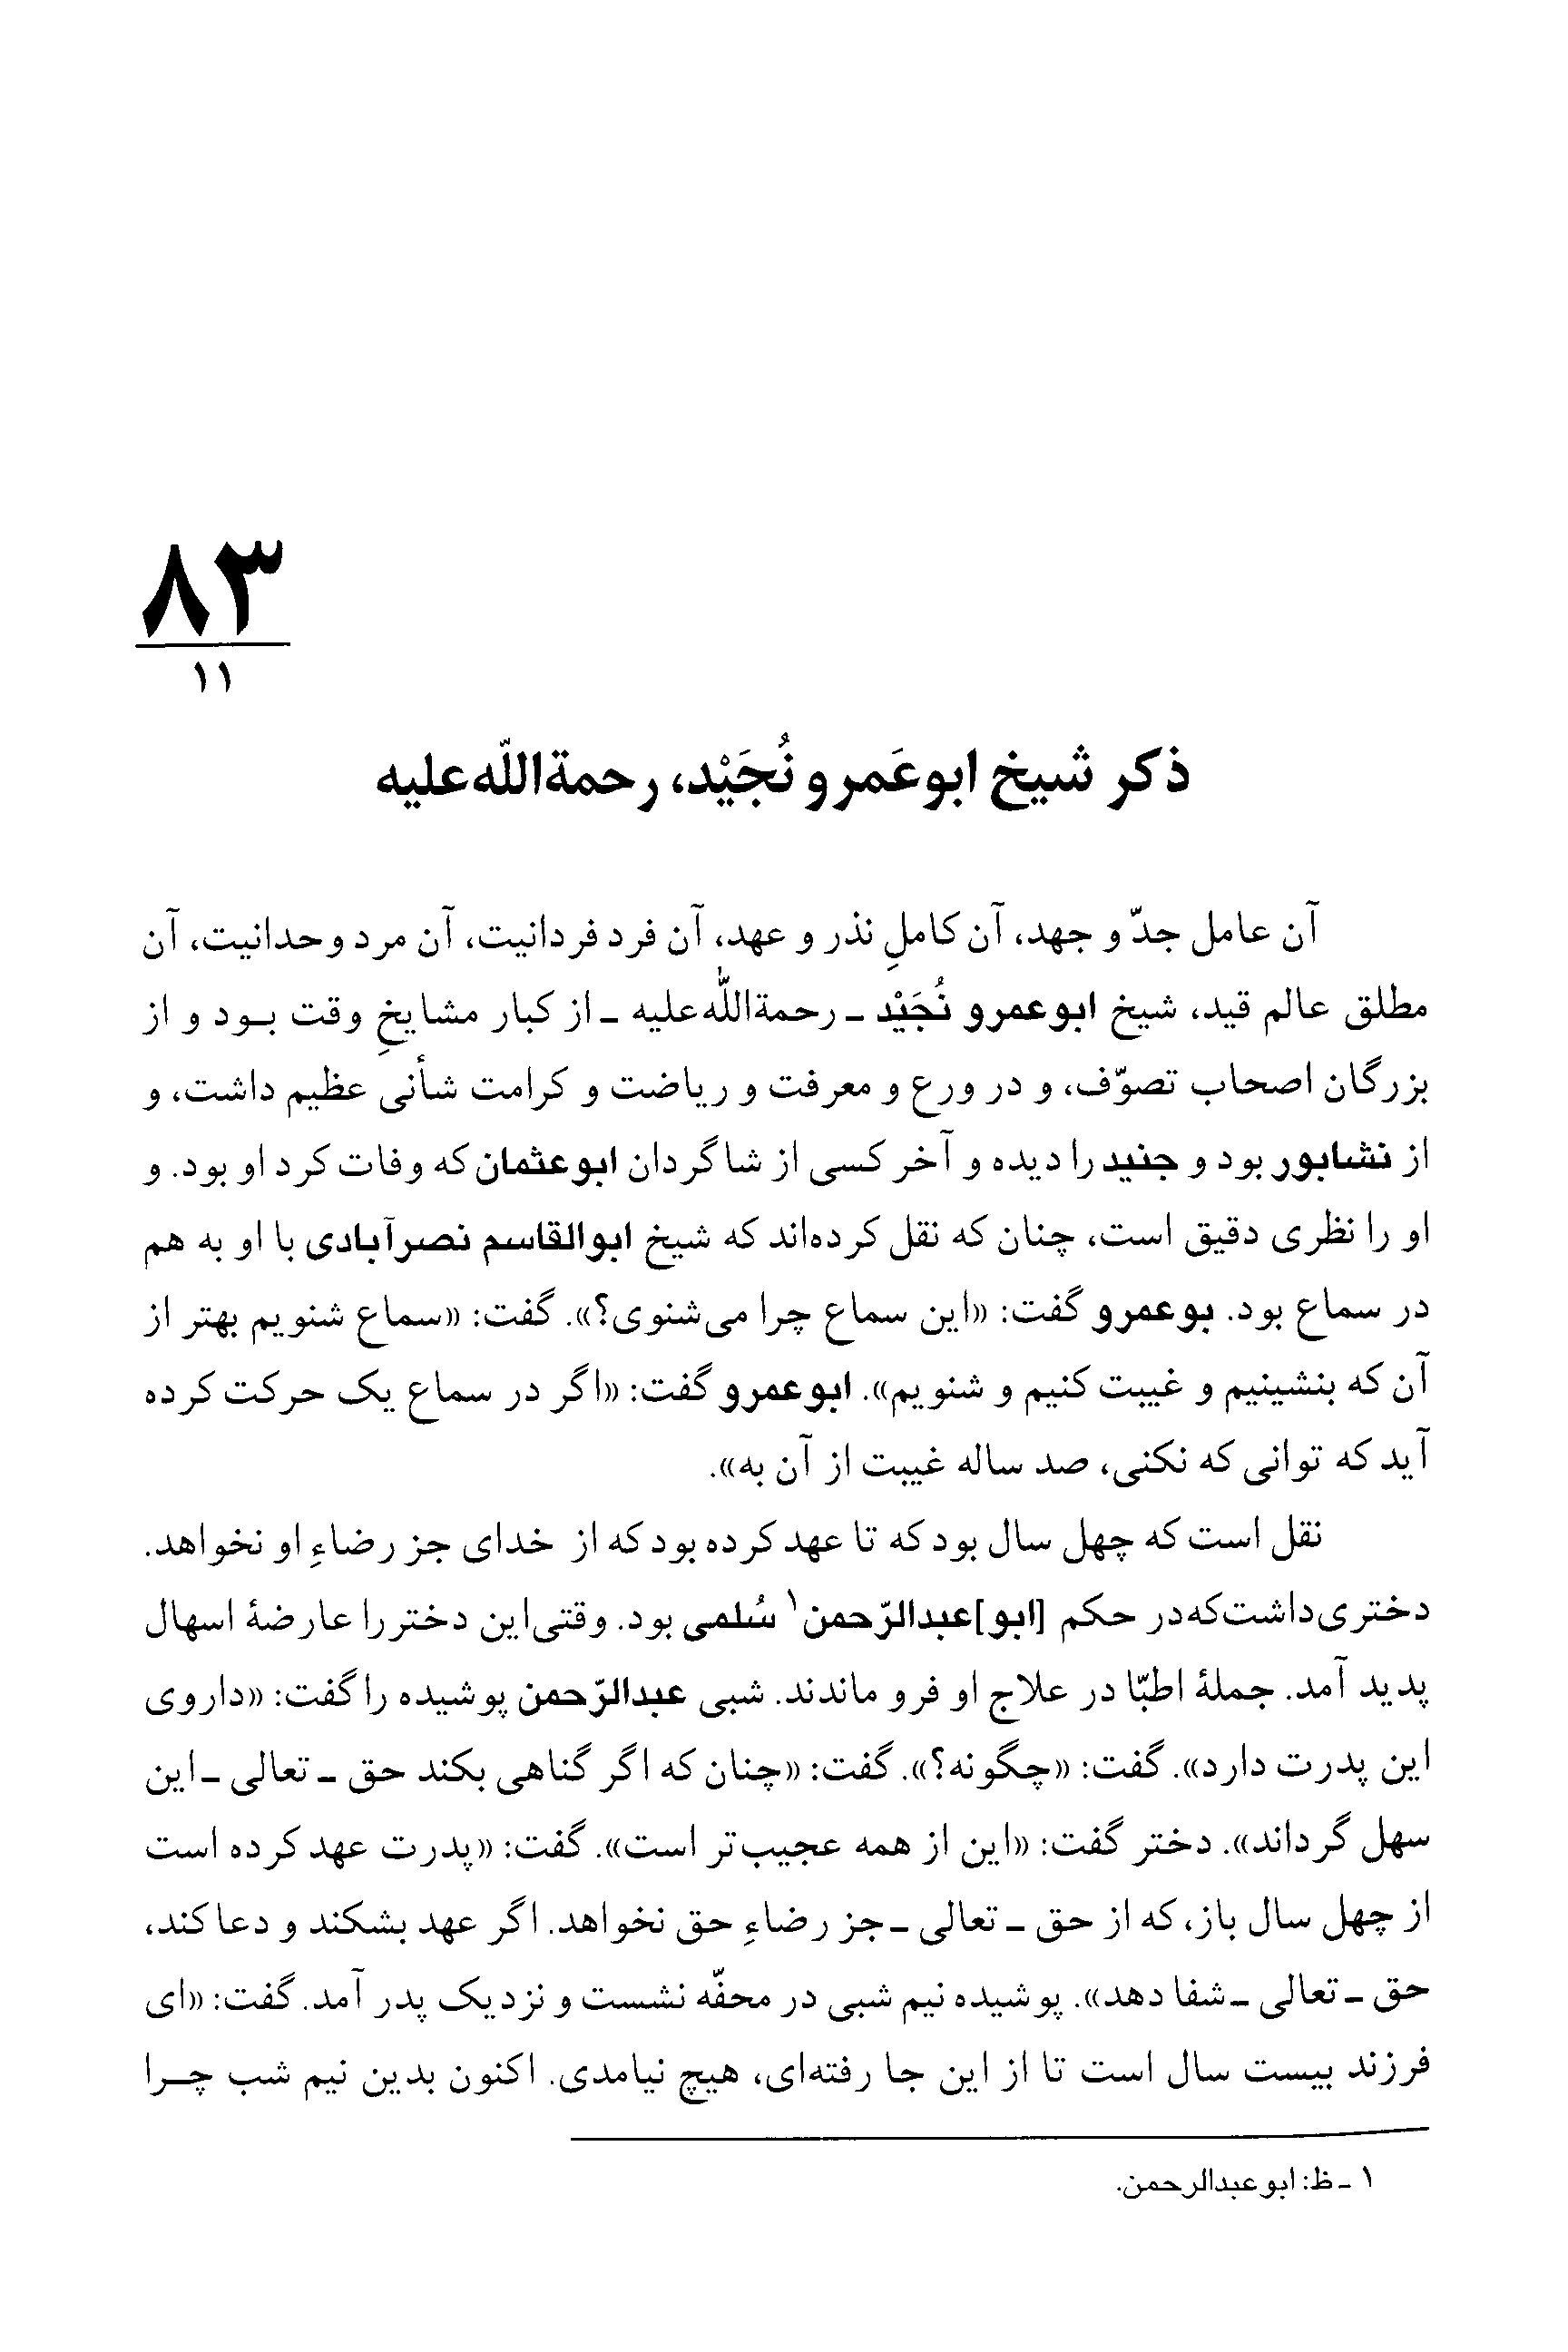 ۸۳
۱۱
ذکر شیخ ابوعَمرو نُجَیْد، رحمةاللّه‌علیه
آن عامل جدّ و جهد، آن کاملِ نذر و عهد، آن فرد فردانیت، آن مرد وحدانیت، آن
مطلق عالم قید، شیخ ابوعمرو نُجَیْد ـ رحمةاللّه‌علیه ـ از کبار مشایخِ وقت بود و از
بزرگان اصحاب تصوّف، و در ورع و معرفت و ریاضت و کرامت شأنی عظیم داشت، و
از نشابور بود و جنید را دیده و آخر کسی از شاگردان ابوعثمان که وفات کرد او بود. و
او را نظری دقیق است، چنان که نقل کرده‌اند که شیخ ابوالقاسم نصرآبادی با او به هم
در سماع بود. بوعمرو گفت: «این سماع چرا می‌شنوی؟». گفت: «سماع شنویم بهتر از
آن که بنشینیم و غیبت کنیم و شنویم». ابوعمرو گفت: «اگر در سماع یک حرکت کرده
آید که توانی که نکنی، صد ساله غیبت از آن به».
نقل است که چهل سال بود که تا عهد کرده بود که از خدای جز رضاءِ او نخواهد.
دختری داشت که در حکم [ابو]عبدالرّحمن۱ سُلمی بود. وقتی این دختر را عارضهٔ اسهال
پدید آمد. جملهٔ اطبّا در علاج او فرو ماندند. شبی عبدالرّحمن پوشیده را گفت: «داروی
این پدرت دارد». گفت: «چگونه؟». گفت: «چنان که اگر گناهی بکند حق ـ تعالی ـ این
سهل گرداند». دختر گفت: «این از همه عجیب‌تر است». گفت: «پدرت عهد کرده است
از چهل سال باز، که از حق ـ تعالی ـ جز رضاءِ حق نخواهد. اگر عهد بشکند و دعا کند،
حق ـ تعالی ـ شفا دهد». پوشیده نیم شبی در محفّه نشست و نزدیک پدر آمد. گفت: «ای
فرزند بیست سال است تا از این جا رفته‌ای، هیچ نیامدی. اکنون بدین نیم شب چرا
۱ ـ ظ: ابوعبدالرحمن.